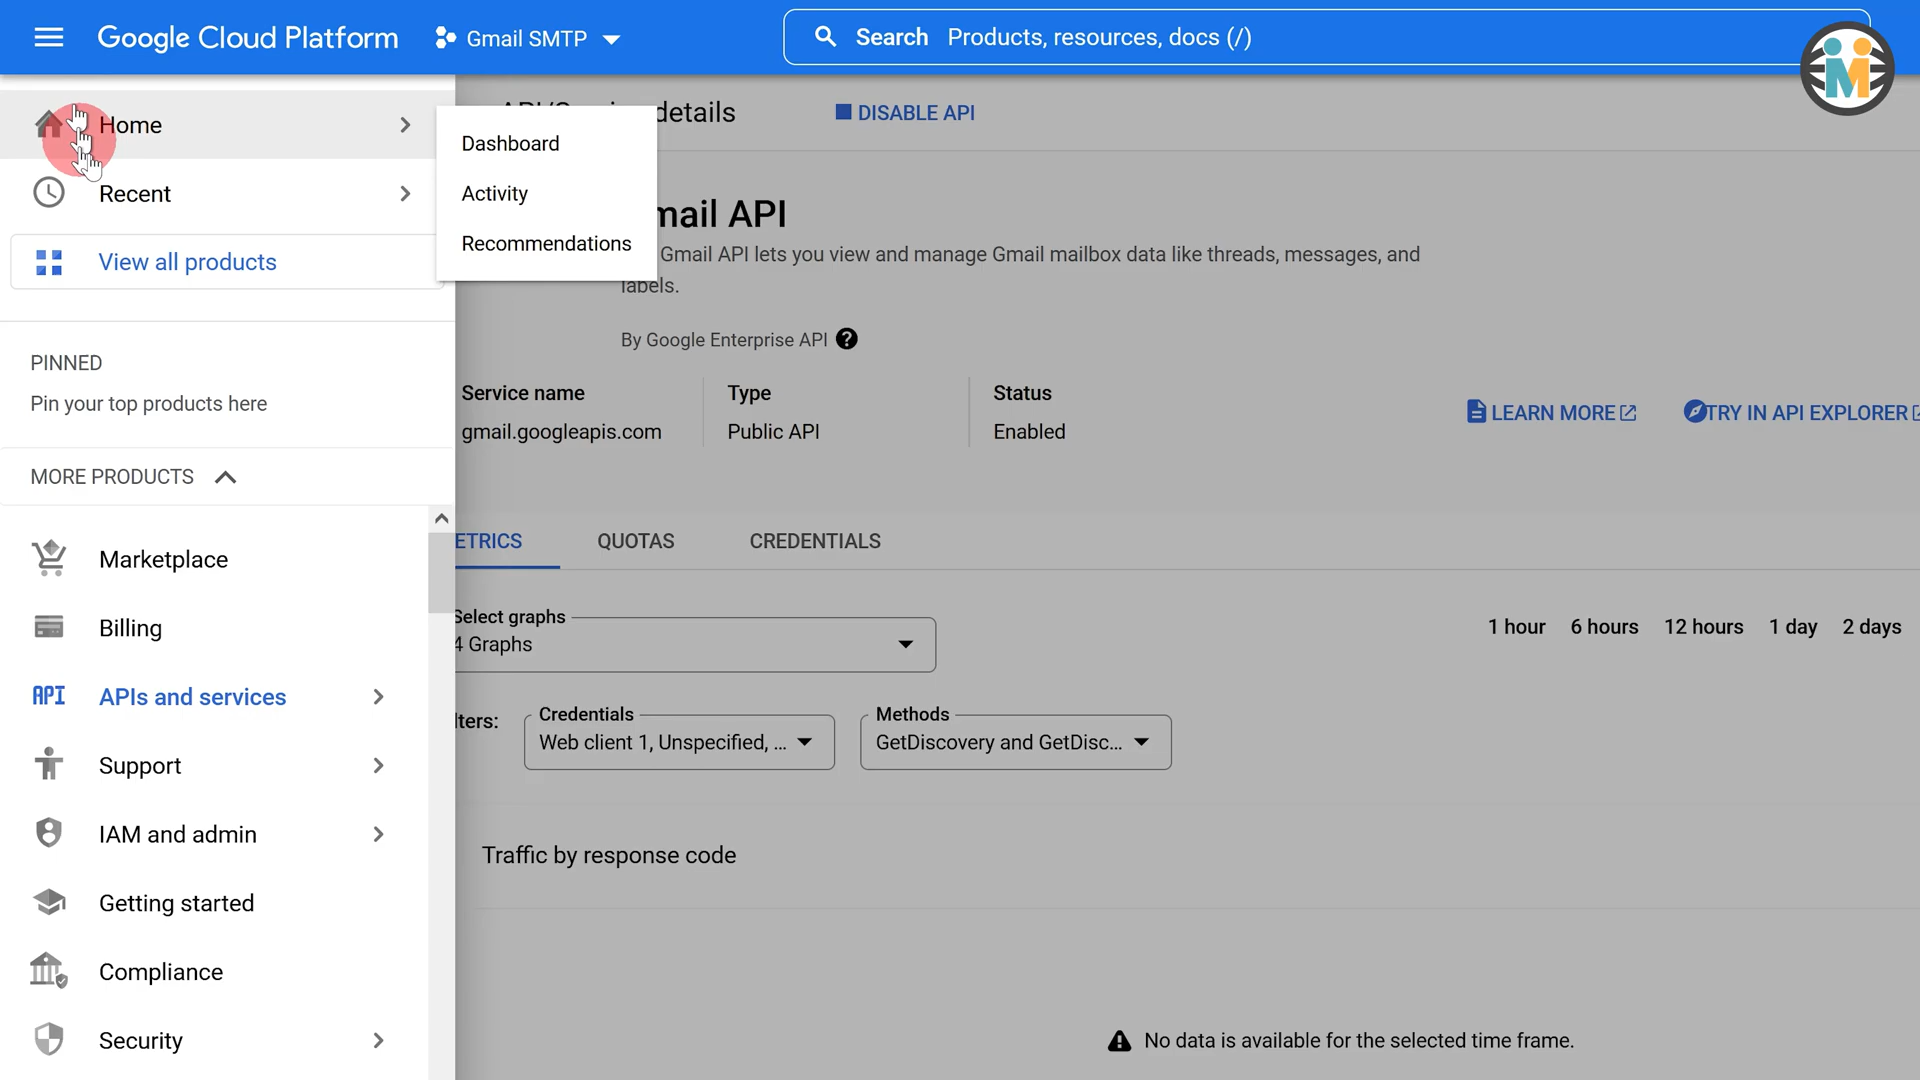 Google Cloud Platform
Gmail SMTP
Search Products, resources, docs (/)
Home
Recent
View all products
PINNED
Pin your top products here
MORE PRODUCTS
Marketplace
Billing
API APIs and services
Support
IAM and admin
Getting started
Compliance
Security
Dashboard
Activity
Recommendations
details
DISABLE API
mail API
Gmail API lets you view and manage Gmail mailbox data like threads, messages, and
labels.
By Google Enterprise API
Service name
gmail.googleapis.com
Type
Public API
Status
Enabled
LEARN MORE
TRY IN API EXPLORER
ETRICS
QUOTAS
CREDENTIALS
Select graphs
4 Graphs
1 hour 6 hours 12 hours 1 day 2 days
lters:
Credentials
Web client 1, Unspecified, ...
Methods
GetDiscovery and GetDisc...
Traffic by response code
No data is available for the selected time frame.
M